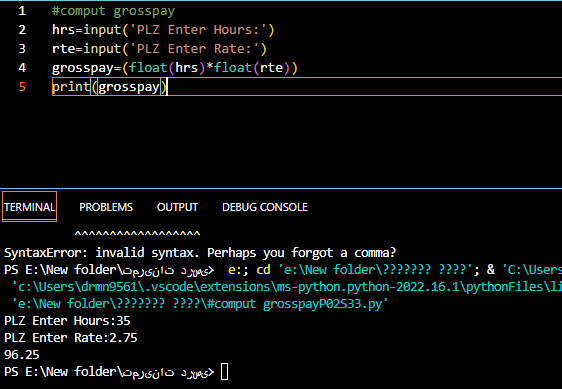 1 #comput grosspay
2 hrs=input('PLZ Enter Hours:')
3 rte=input('PLZ Enter Rate:')
4 grosspay=(float(hrs)*float(rte))
5 print(grosspay)
TERMINAL PROBLEMS OUTPUT DEBUG CONSOLE
^^^^^^^^^^^^^^^^^^
SyntaxError: invalid syntax. Perhaps you forgot a comma?
PS E:\New folder\تمرینات درسی> e:; cd 'e:\New folder\??????? ????'; & 'C:\Users
'c:\Users\drmn9561\.vscode\extensions\ms-python.python-2022.16.1\pythonFiles\li
'e:\New folder\??????? ????\#comput grosspayP02S33.py'
PLZ Enter Hours:35
PLZ Enter Rate:2.75
96.25
PS E:\New folder\تمرینات درسی>